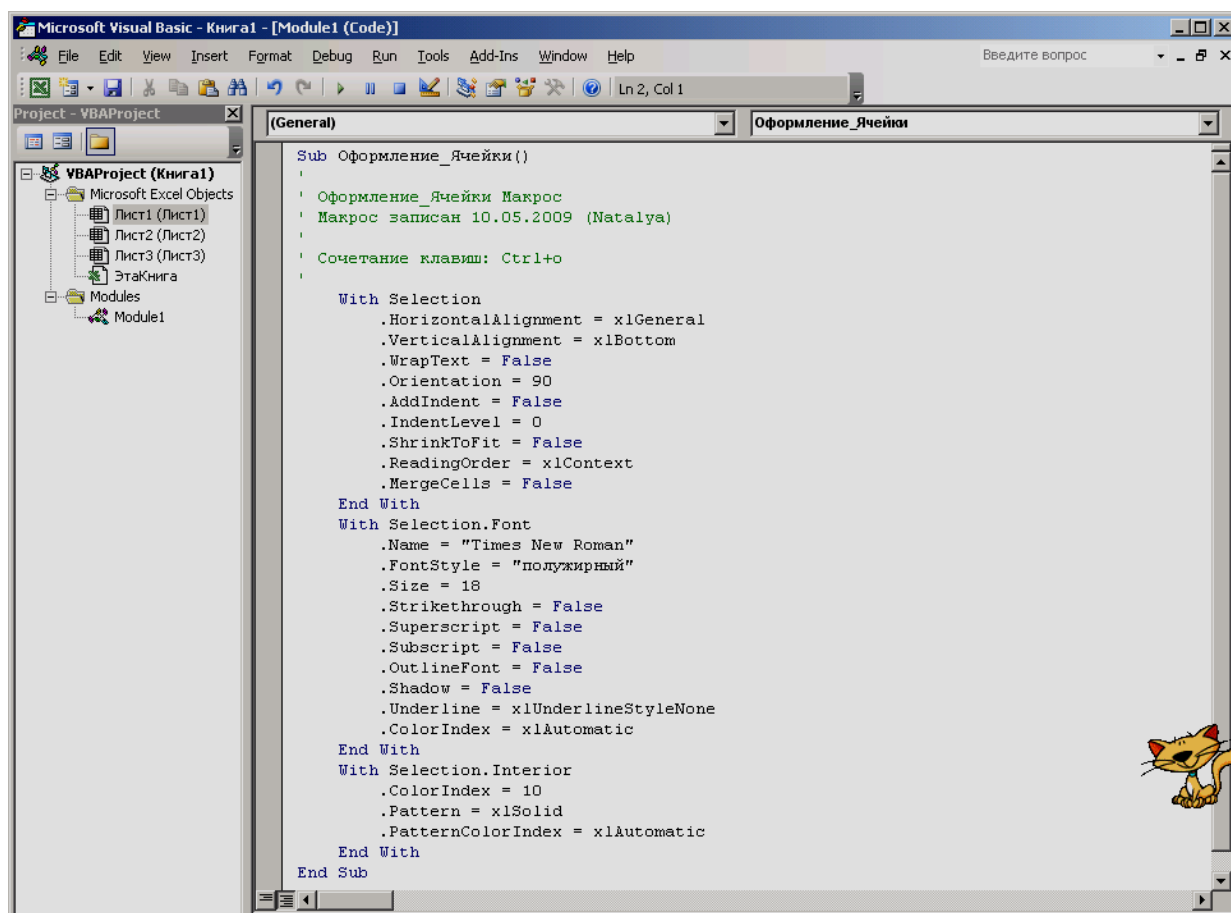 Microsoft Visual Basic - Книга1 - [Module1 (Code)]
File Edit View Insert Format Debug Run Tools Add-Ins Window Help
Введите вопрос
Ln 2, Col 1
Project - VBAProject
(General)
Оформление_Ячейки
VBAProject (Книга1)
Microsoft Excel Objects
Лист1 (Лист1)
Лист2 (Лист2)
Лист3 (Лист3)
ЭтаКнига
Modules
Module1
Sub Оформление_Ячейки()
'
' Оформление_Ячейки Макрос
' Макрос записан 10.05.2009 (Natalya)
'
' Сочетание клавиш: Ctrl+o
'
With Selection
.HorizontalAlignment = xlGeneral
.VerticalAlignment = xlBottom
.WrapText = False
.Orientation = 90
.AddIndent = False
.IndentLevel = 0
.ShrinkToFit = False
.ReadingOrder = xlContext
.MergeCells = False
End With
With Selection.Font
.Name = "Times New Roman"
.FontStyle = "полужирный"
.Size = 18
.Strikethrough = False
.Superscript = False
.Subscript = False
.OutlineFont = False
.Shadow = False
.Underline = xlUnderlineStyleNone
.ColorIndex = xlAutomatic
End With
With Selection.Interior
.ColorIndex = 10
.Pattern = xlSolid
.PatternColorIndex = xlAutomatic
End With
End Sub